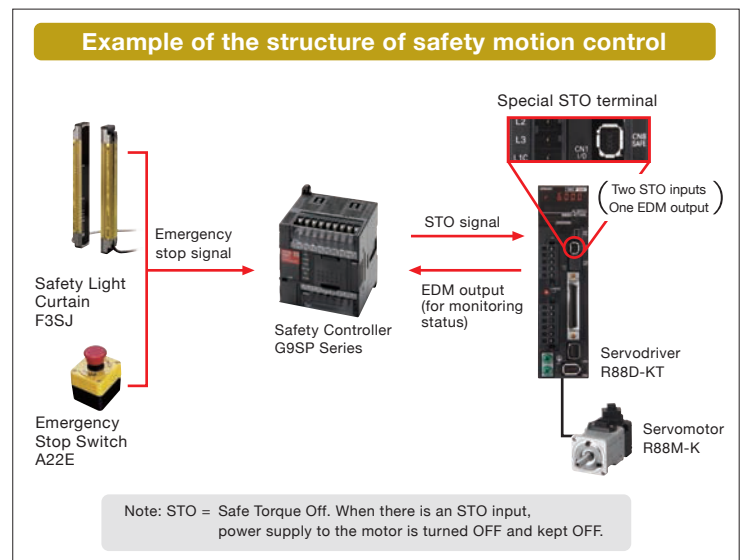 Example of the structure of safety motion control
Special STO terminal
L2
L3
L1C
CN1
I/O
CN8
SAFE
(Two STO inputs
One EDM output)
Emergency
stop signal
STO signal
EDM output
(for monitoring
status)
Safety Light
Curtain
F3SJ
Safety Controller
G9SP Series
Servodriver
R88D-KT
Emergency
Stop Switch
A22E
Servomotor
R88M-K
Note: STO = Safe Torque Off. When there is an STO input,
power supply to the motor is turned OFF and kept OFF.